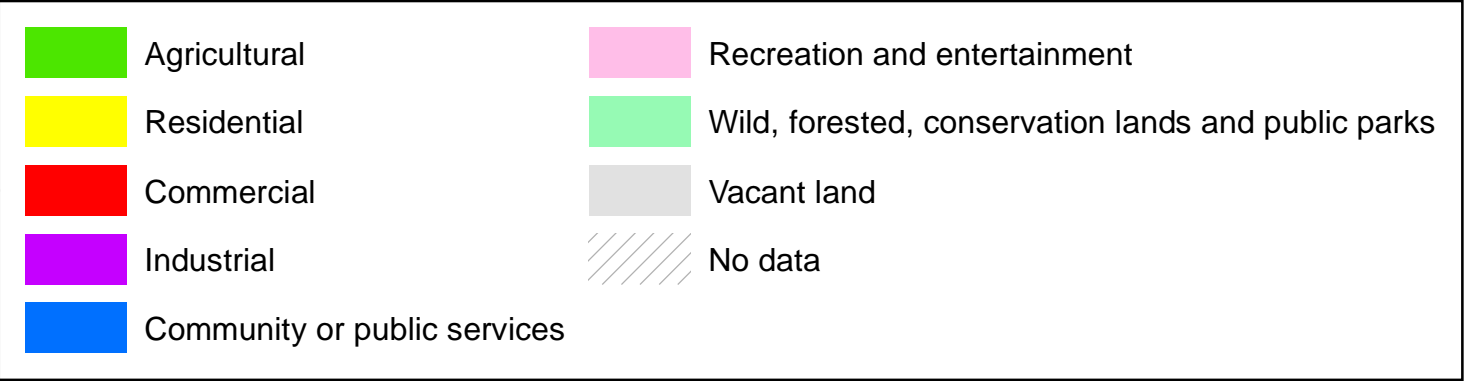 Agricultural
Residential
Commercial
Industrial
Community or public services
Recreation and entertainment
Wild, forested, conservation lands and public parks
Vacant land
No data